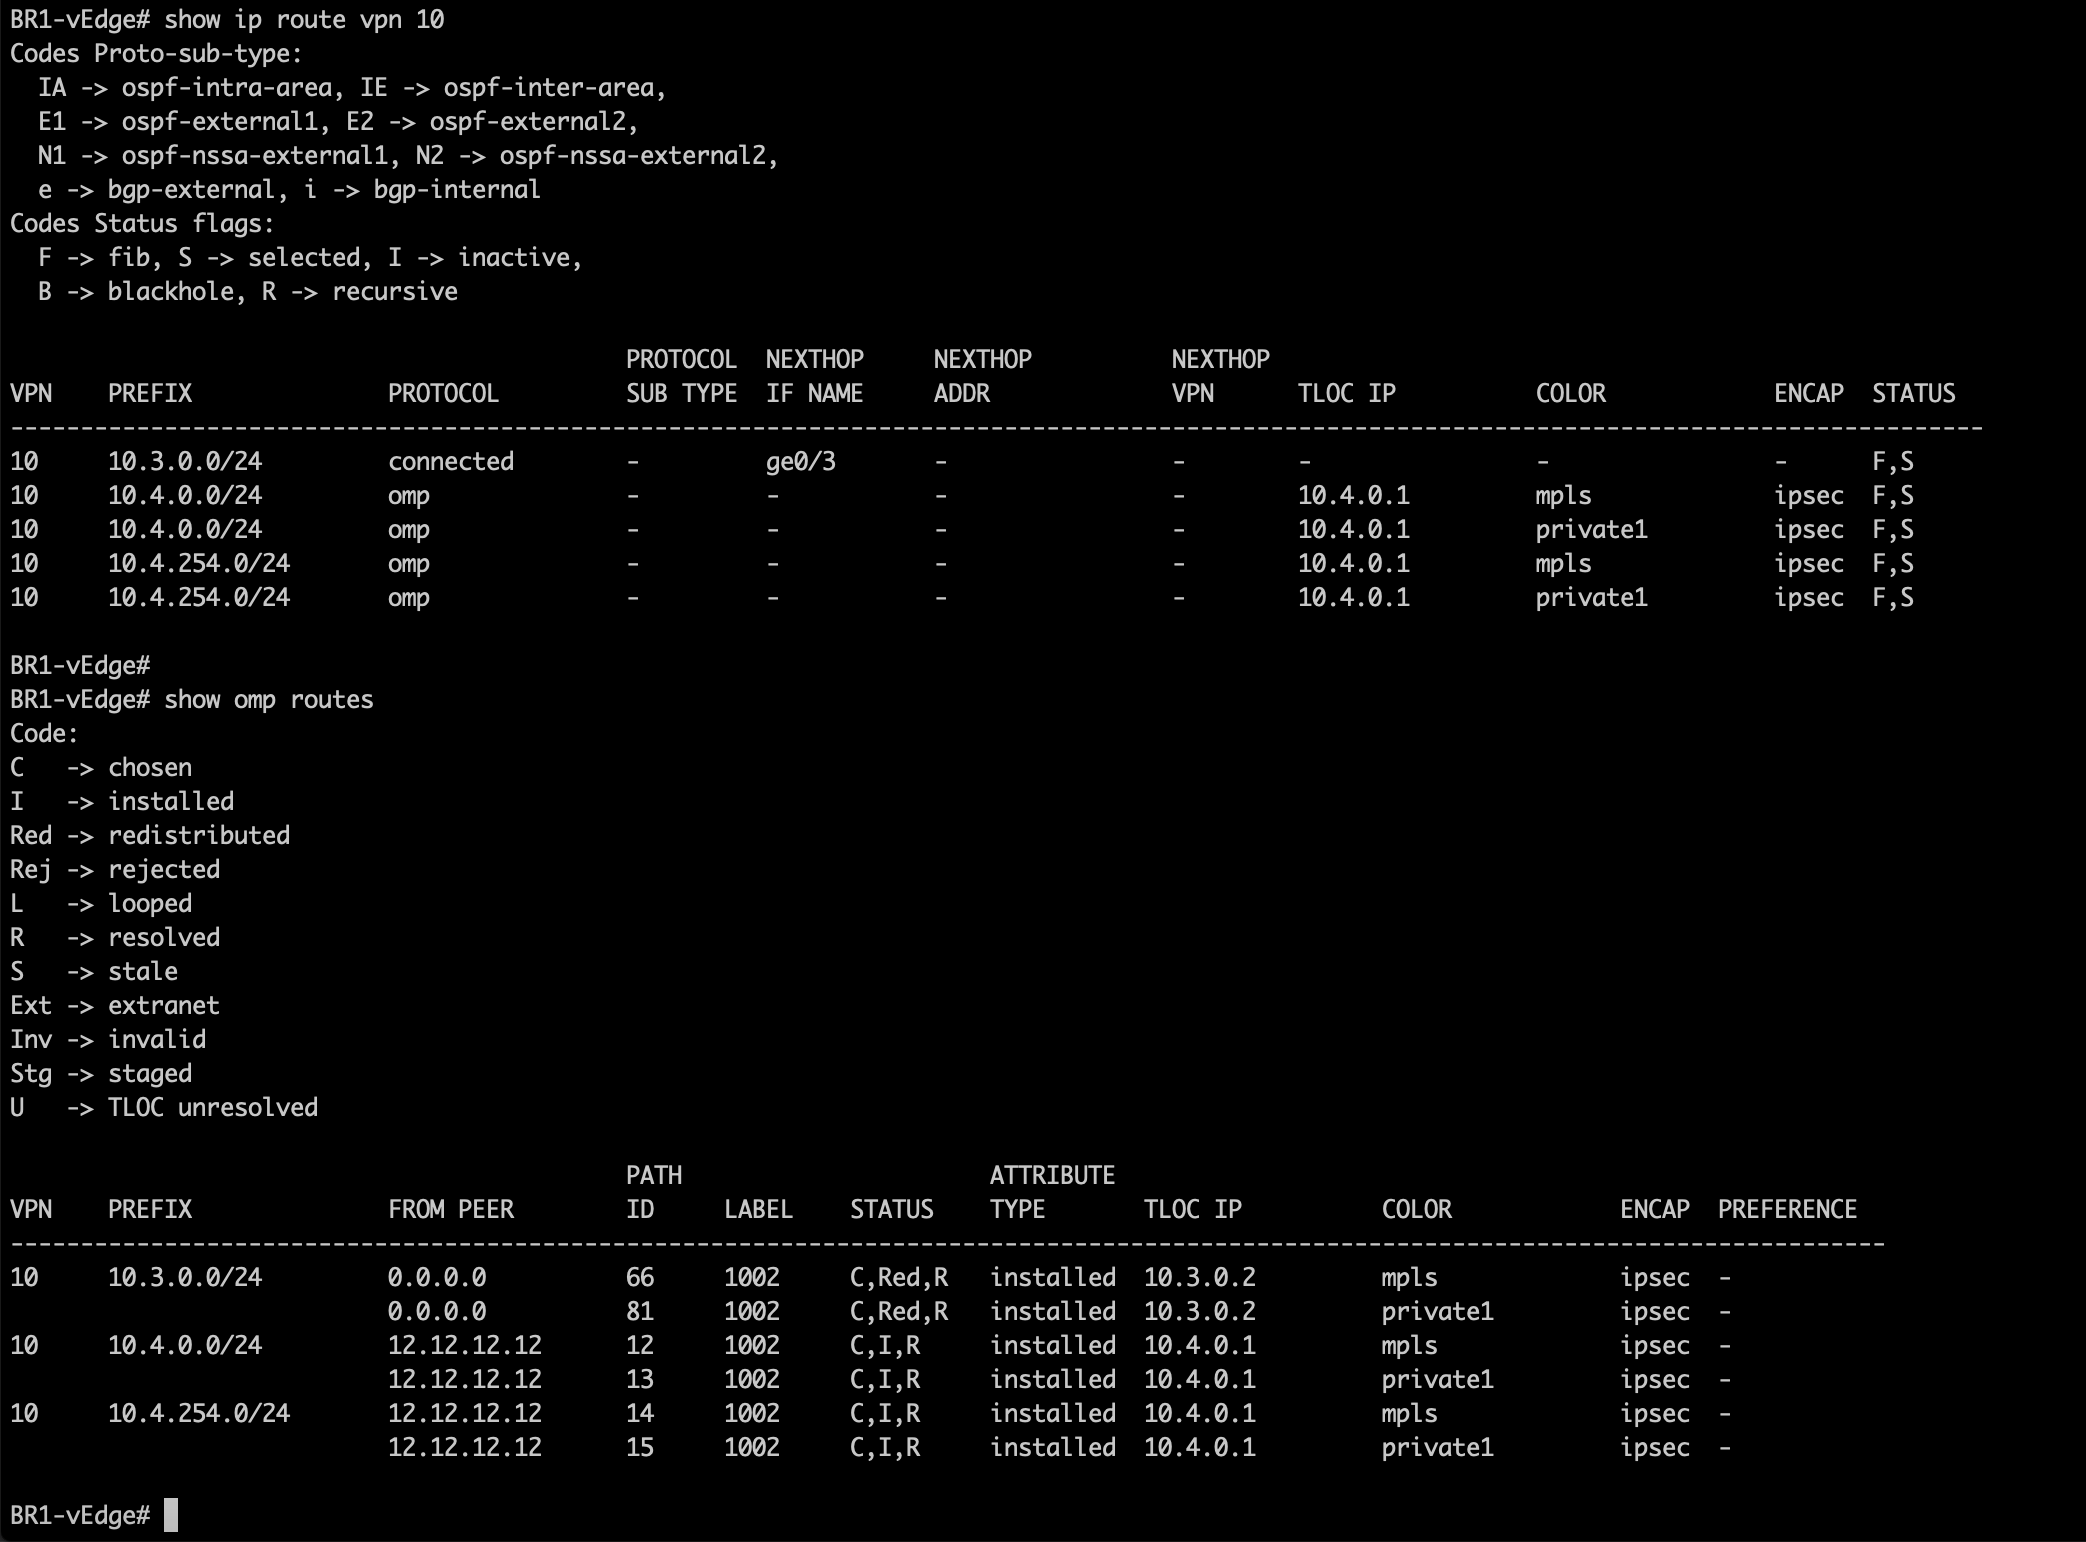 BR1-vEdge# show ip route vpn 10
Codes Proto-sub-type:
  IA -> ospf-intra-area, IE -> ospf-inter-area,
  E1 -> ospf-external1, E2 -> ospf-external2,
  N1 -> ospf-nssa-external1, N2 -> ospf-nssa-external2,
  e -> bgp-external, i -> bgp-internal
Codes Status flags:
  F -> fib, S -> selected, I -> inactive,
  B -> blackhole, R -> recursive

                                            PROTOCOL  NEXTHOP     NEXTHOP          NEXTHOP
VPN    PREFIX              PROTOCOL         SUB TYPE  IF NAME     ADDR             VPN      TLOC IP          COLOR            ENCAP  STATUS
---------------------------------------------------------------------------------------------------------------------------------------------
10     10.3.0.0/24         connected        -         ge0/3       -                -        -                -                -      F,S
10     10.4.0.0/24         omp              -         -           -                -        10.4.0.1         mpls             ipsec  F,S
10     10.4.0.0/24         omp              -         -           -                -        10.4.0.1         private1         ipsec  F,S
10     10.4.254.0/24       omp              -         -           -                -        10.4.0.1         mpls             ipsec  F,S
10     10.4.254.0/24       omp              -         -           -                -        10.4.0.1         private1         ipsec  F,S

BR1-vEdge#
BR1-vEdge# show omp routes
Code:
C   -> chosen
I   -> installed
Red -> redistributed
Rej -> rejected
L   -> looped
R   -> resolved
S   -> stale
Ext -> extranet
Inv -> invalid
Stg -> staged
U   -> TLOC unresolved

                                            PATH                      ATTRIBUTE
VPN    PREFIX              FROM PEER        ID     LABEL    STATUS    TYPE       TLOC IP          COLOR            ENCAP  PREFERENCE
--------------------------------------------------------------------------------------------------------------------------------------
10     10.3.0.0/24         0.0.0.0          66     1002     C,Red,R   installed  10.3.0.2         mpls             ipsec  -
                           0.0.0.0          81     1002     C,Red,R   installed  10.3.0.2         private1         ipsec  -
10     10.4.0.0/24         12.12.12.12      12     1002     C,I,R     installed  10.4.0.1         mpls             ipsec  -
                           12.12.12.12      13     1002     C,I,R     installed  10.4.0.1         private1         ipsec  -
10     10.4.254.0/24       12.12.12.12      14     1002     C,I,R     installed  10.4.0.1         mpls             ipsec  -
                           12.12.12.12      15     1002     C,I,R     installed  10.4.0.1         private1         ipsec  -

BR1-vEdge#